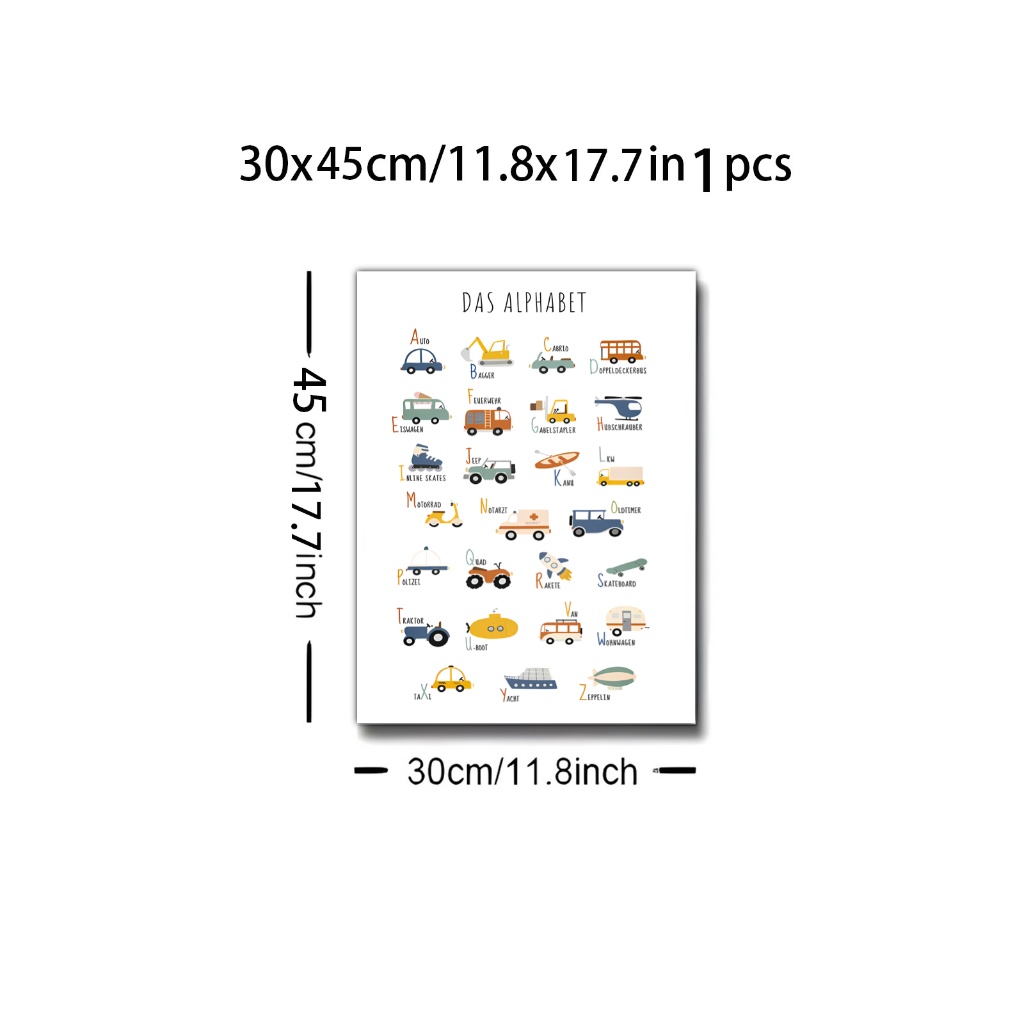 30x45cm/11.8x17.7in 1 pcs
45cm/17.7inch
DAS ALPHABET
AUTO
BAGGER
CABRIO
DOPPELDECKERBUS
EISWAGEN
FEUERWEHR
GABELSTAPLER
HUBSCHRAUBER
INLINE SKATES
JEEP
KANU
LKW
MOTORRAD
NOTARZT
OLDTIMER
POLIZEI
QUAD
RAKETE
SKATEBOARD
TRAKTOR
U-BOOT
VAN
WOHNWAGEN
TAXI
YACHT
ZEPPELIN
30cm/11.8inch